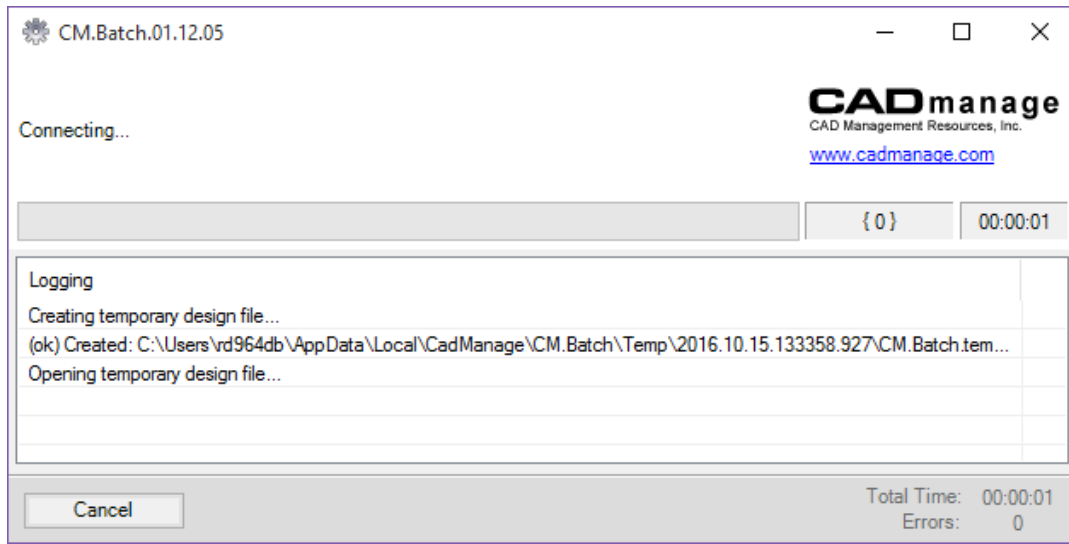 CM.Batch.01.12.05
CADmanage
CAD Management Resources, Inc.
Connecting...
www.cadmanage.com
{ 0 }
00:00:01
Logging
Creating temporary design file...
(ok) Created: C:\Users\rd964db\AppData\Local\CadManage\CM.Batch\Temp\2016.10.15.133358.927\CM.Batch.tem...
Opening temporary design file...
Cancel
Total Time: 00:00:01
Errors: 0